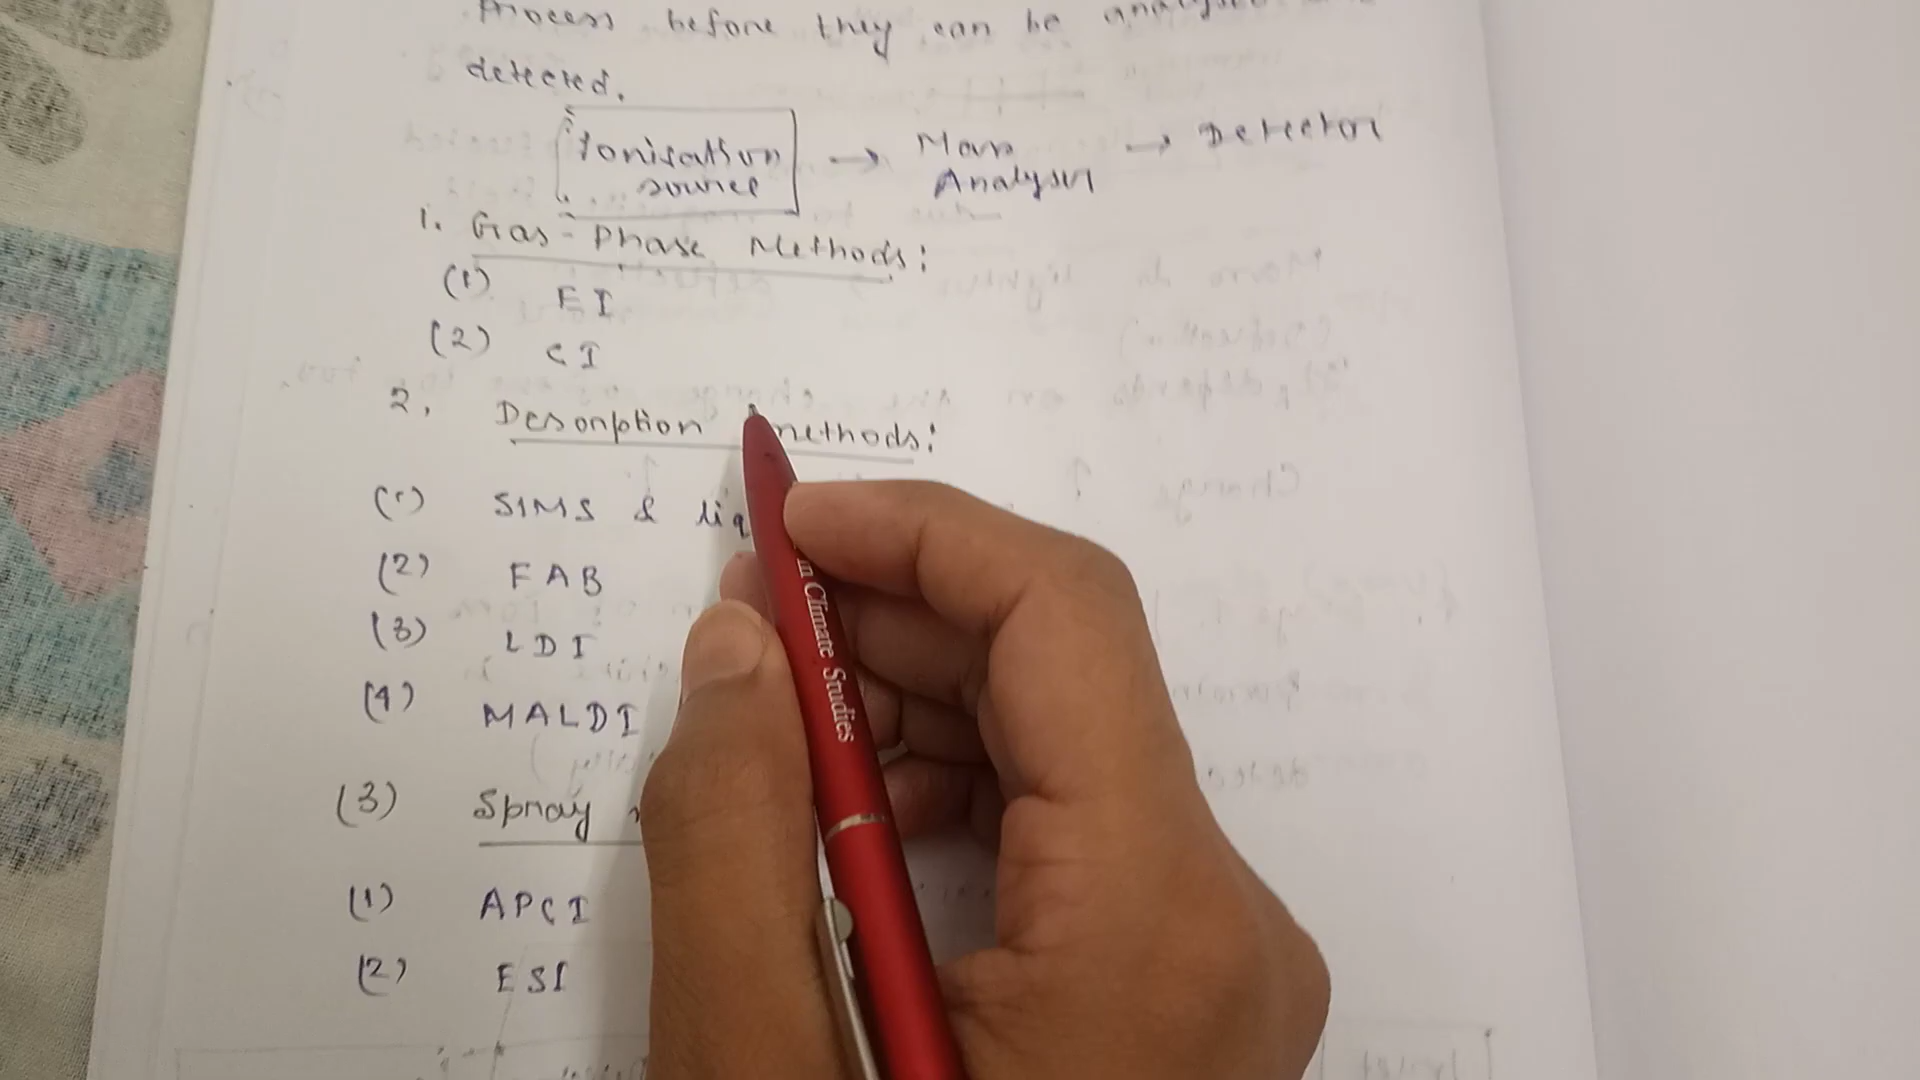 Process before they can be
detected.
Ionisation source → Mass Analyser → Detector
1. Gas-Phase Methods:
(1) EI
(2) CI
2. Desorption methods:
(1) SIMS & liq
(2) FAB
(3) LDI
(4) MALDI
(3) Spray
(1) APCI
(2) ESI
in Climate Studies